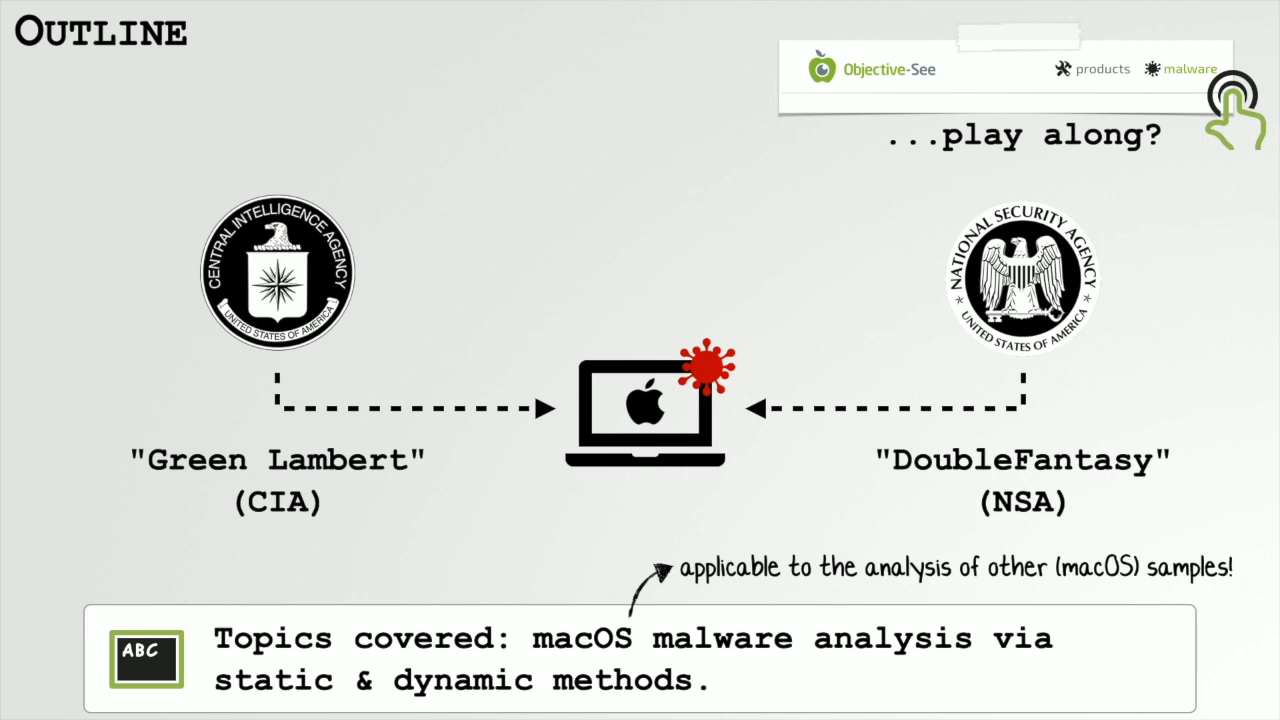 OUTLINE
Objective-See products malware
...play along?
CENTRAL INTELLIGENCE AGENCY
UNITED STATES OF AMERICA
NATIONAL SECURITY AGENCY
UNITED STATES OF AMERICA
"Green Lambert"
(CIA)
"DoubleFantasy"
(NSA)
applicable to the analysis of other (macOS) samples!
ABC
Topics covered: macOS malware analysis via
static & dynamic methods.